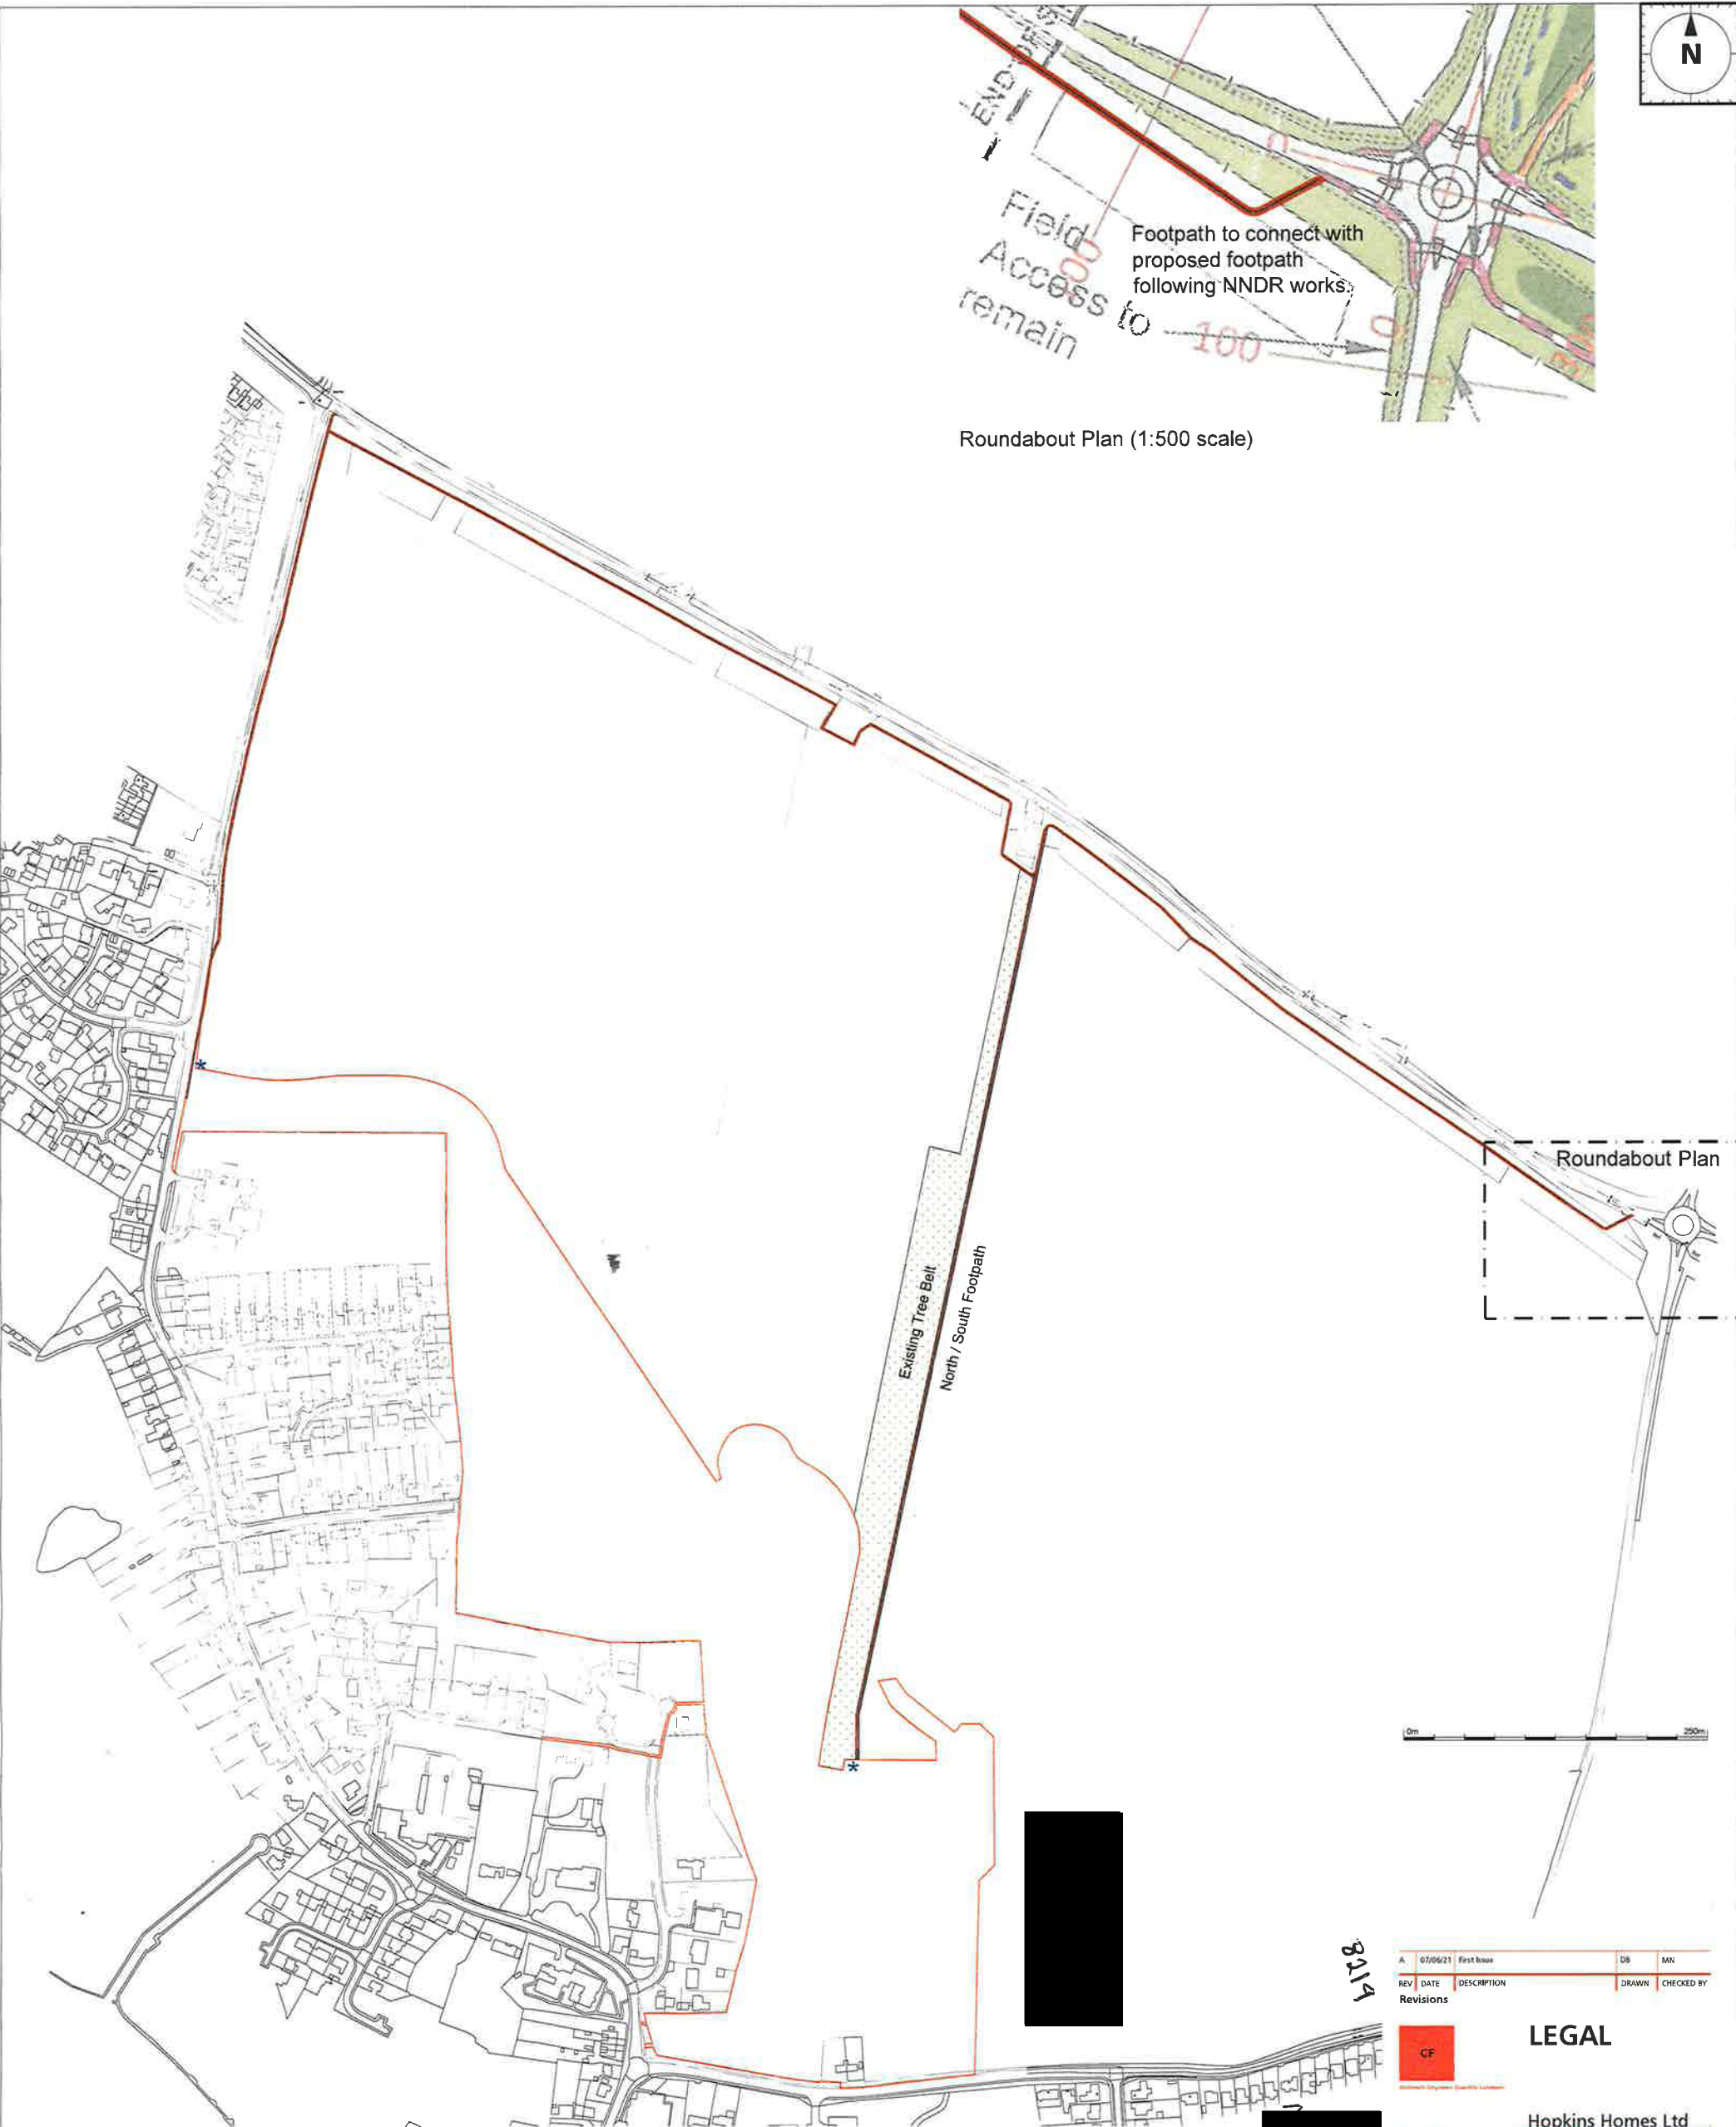 N
Field
Access to
remain
100
Footpath to connect with
proposed footpath
following NNDR works.
Roundabout Plan (1:500 scale)
Roundabout Plan
Existing Tree Belt
North / South Footpath
0m 250m
8219
A 07/06/21 First Issue DB MN
REV DATE DESCRIPTION DRAWN CHECKED BY
Revisions
CF
LEGAL
Hopkins Homes Ltd